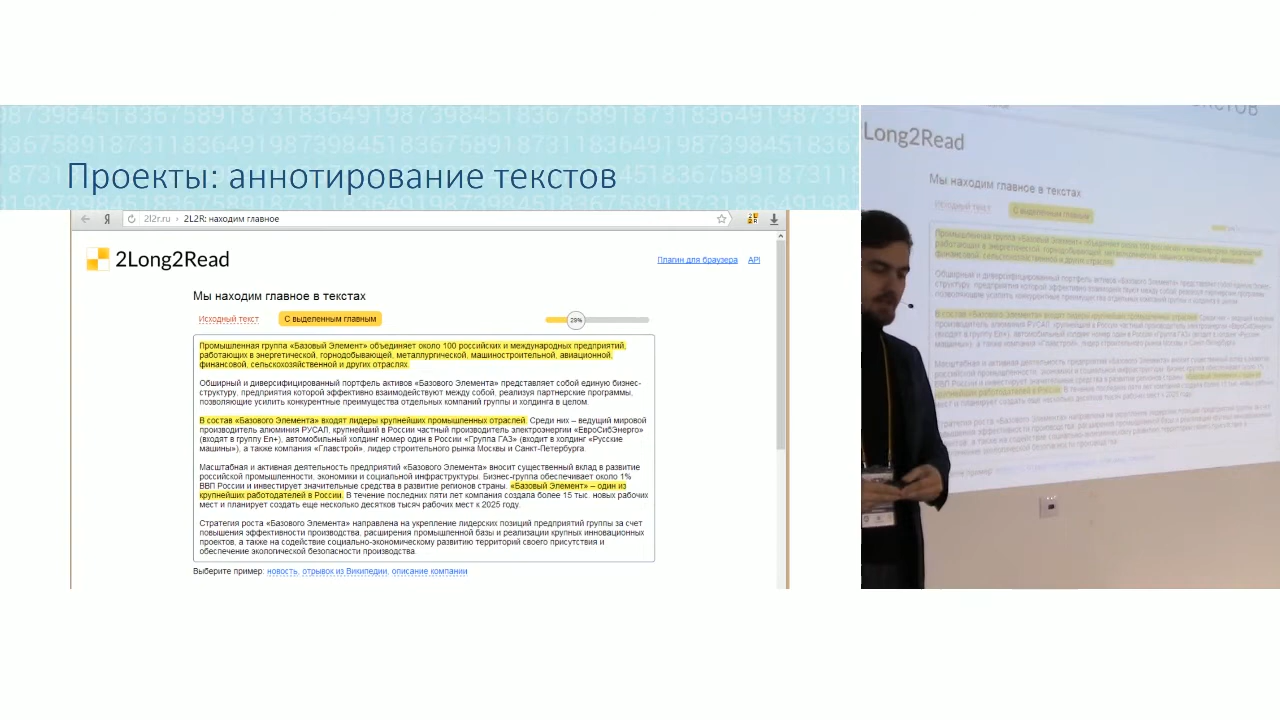 Проекты: аннотирование текстов
2l2r.ru › 2L2R: находим главное
2Long2Read
Плагин для браузера API
Мы находим главное в текстах
Исходный текст С выделенным главным 29%
Промышленная группа «Базовый Элемент» объединяет около 100 российских и международных предприятий,
работающих в энергетической, горнодобывающей, металлургической, машиностроительной, авиационной,
финансовой, сельскохозяйственной и других отраслях.
Обширный и диверсифицированный портфель активов «Базового Элемента» представляет собой единую бизнес-
структуру, предприятия которой эффективно взаимодействуют между собой, реализуя партнерские программы,
позволяющие усилить конкурентные преимущества отдельных компаний группы и холдинга в целом.
В состав «Базового Элемента» входят лидеры крупнейших промышленных отраслей. Среди них – ведущий мировой
производитель алюминия РУСАЛ, крупнейший в России частный производитель электроэнергии «ЕвроСибЭнерго»
(входят в группу En+), автомобильный холдинг номер один в России «Группа ГАЗ» (входит в холдинг «Русские
машины»), а также компания «Главстрой», лидер строительного рынка Москвы и Санкт-Петербурга.
Масштабная и активная деятельность предприятий «Базового Элемента» вносит существенный вклад в развитие
российской промышленности, экономики и социальной инфраструктуры. Бизнес-группа обеспечивает около 1%
ВВП России и инвестирует значительные средства в развитие регионов страны. «Базовый Элемент» – один из
крупнейших работодателей в России. В течение последних пяти лет компания создала более 15 тыс. новых рабочих
мест и планирует создать еще несколько десятков тысяч рабочих мест к 2025 году.
Стратегия роста «Базового Элемента» направлена на укрепление лидерских позиций предприятий группы за счет
повышения эффективности производства, расширения промышленной базы и реализации крупных инновационных
проектов, а также на содействие социально-экономическому развитию территорий своего присутствия и
обеспечение экологической безопасности производства.
Выберите пример: новость, отрывок из Википедии, описание компании
Long2Read
Мы находим главное в текстах
Исходный текст С выделенным главным